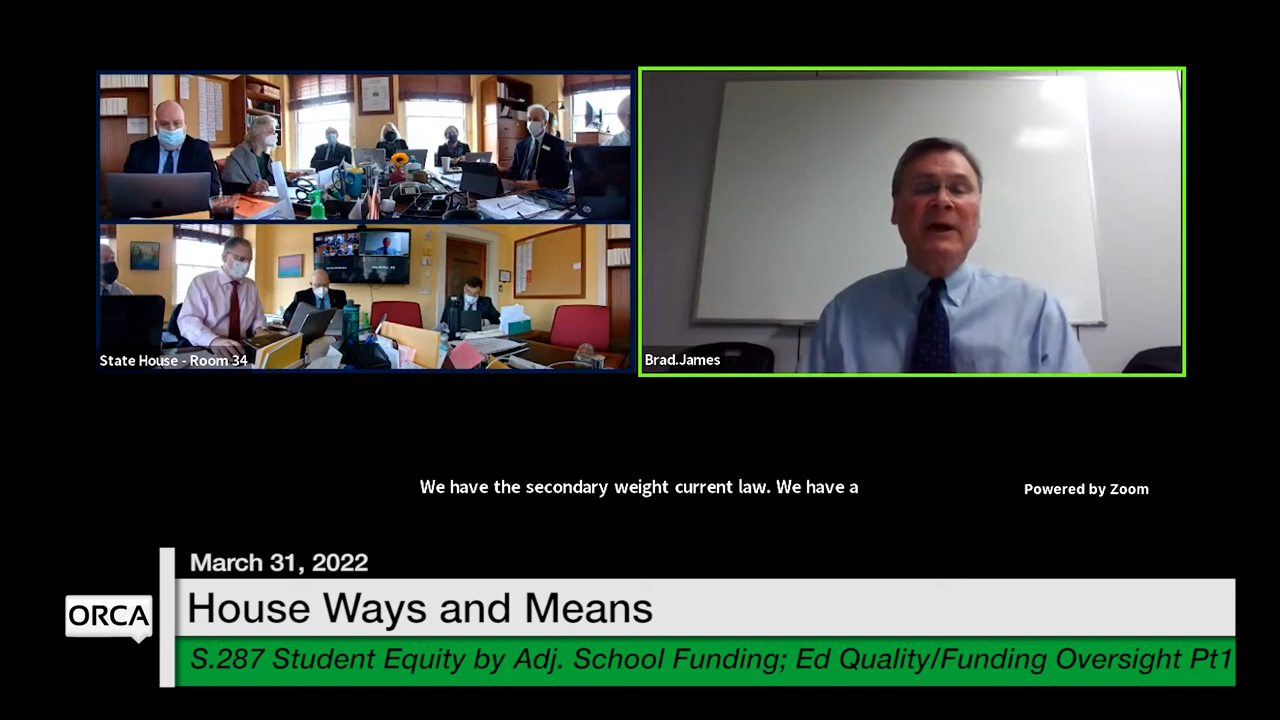 State House - Room 34
Brad.James
We have the secondary weight current law. We have a
Powered by Zoom
March 31, 2022
ORCA
House Ways and Means
S.287 Student Equity by Adj. School Funding; Ed Quality/Funding Oversight Pt1